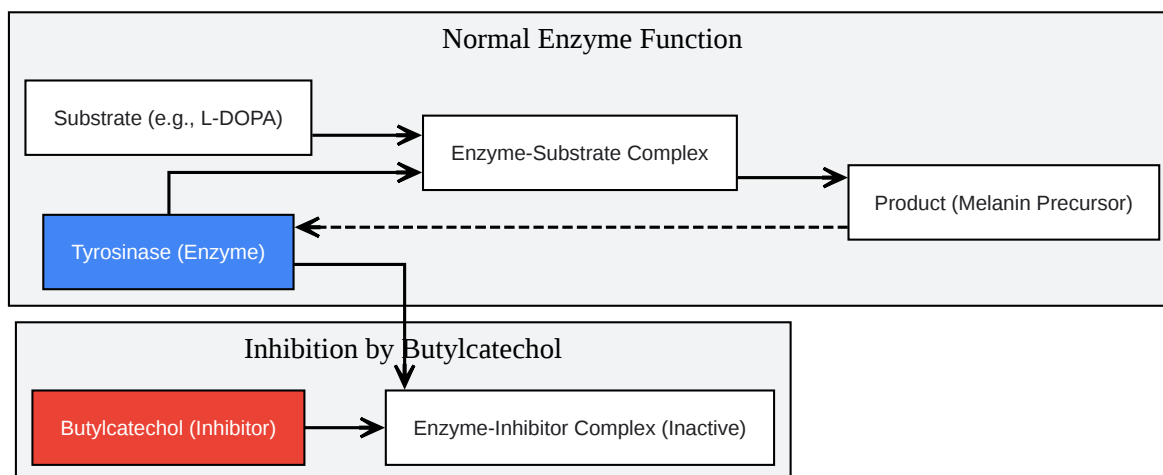 Normal Enzyme Function
Substrate (e.g., L-DOPA)
Enzyme-Substrate Complex
Product (Melanin Precursor)
Tyrosinase (Enzyme)
Inhibition by Butylcatechol
Butylcatechol (Inhibitor)
Enzyme-Inhibitor Complex (Inactive)